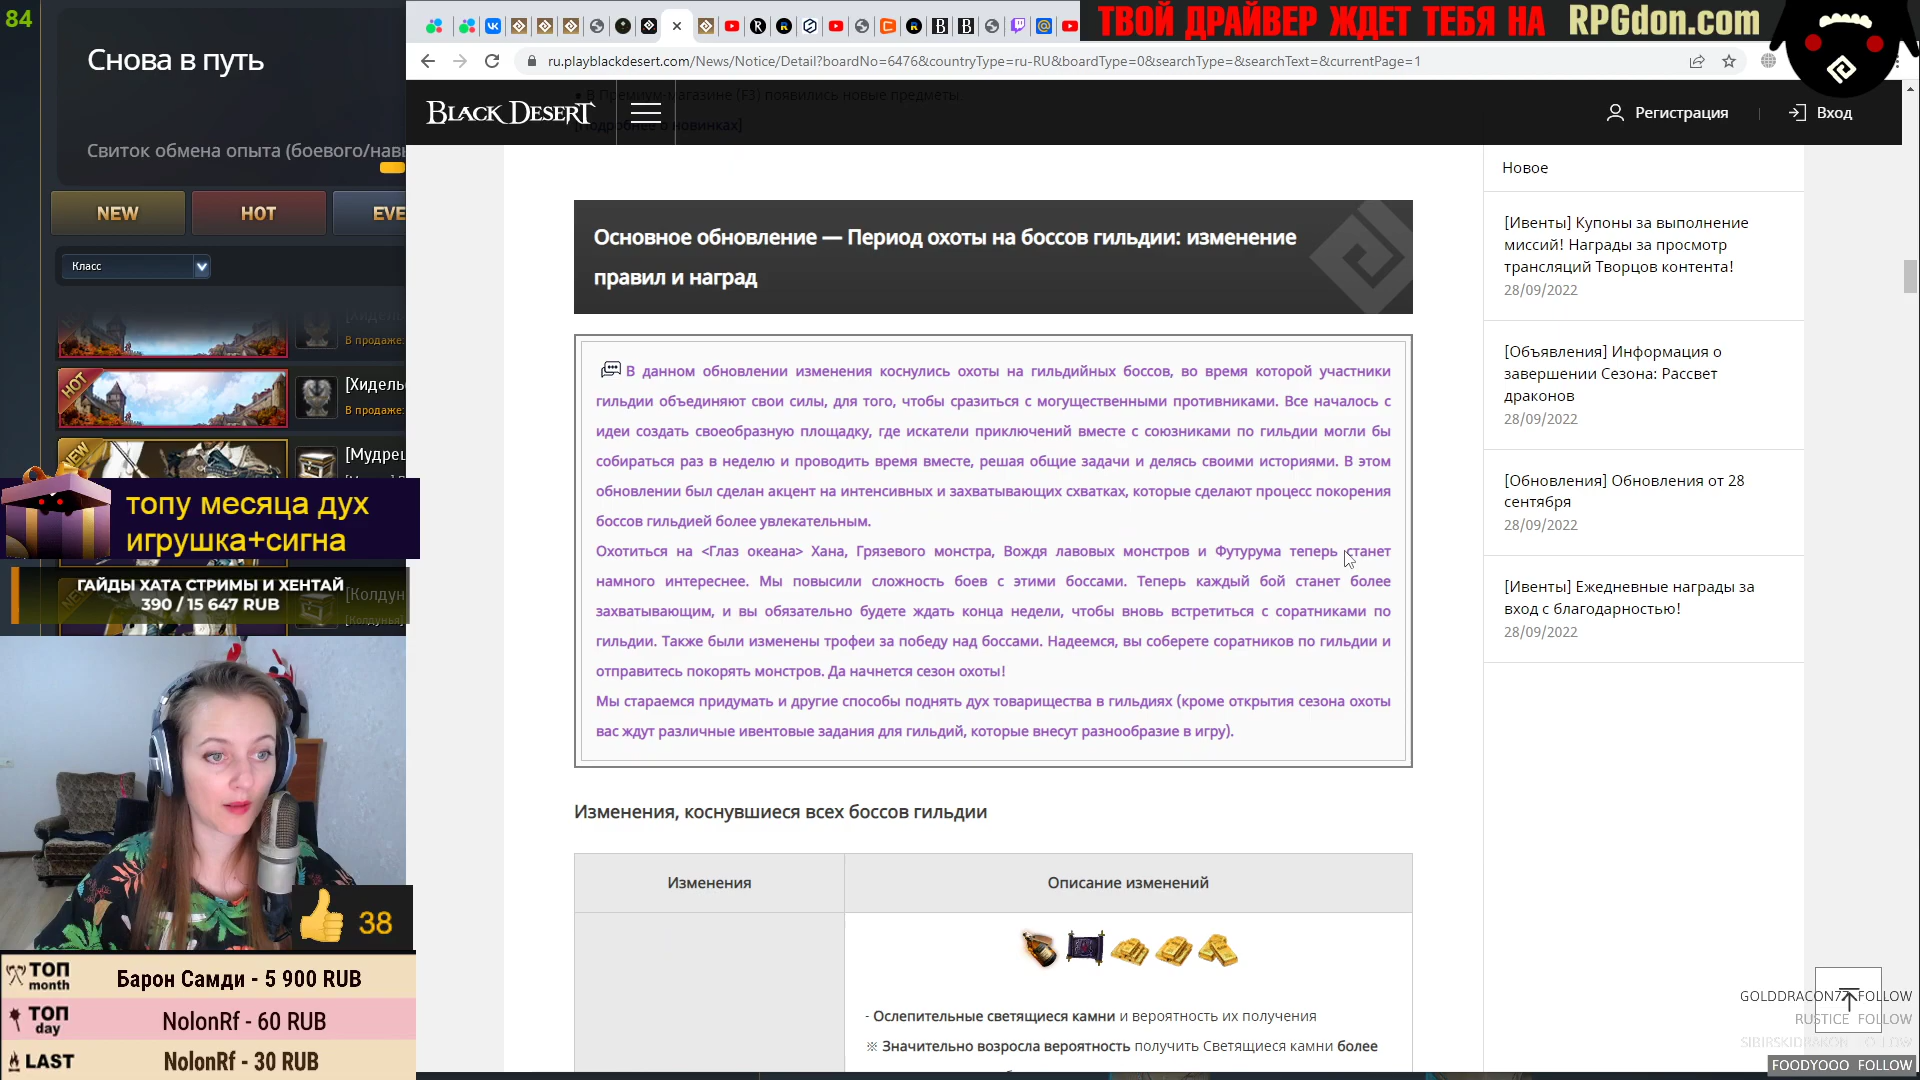 84
Снова в путь
Свиток обмена опыта (боевого/навы
NEW
HOT
EVE
Класс
В продаже:
HOT
[Хидель
В продаже:
NEW
[Мудрец
топу месяца дух
игрушка+сигна
ГАЙДЫ ХАТА СТРИМЫ И ХЕНТАЙ
390 / 15 647 RUB
[Колдун
38
ТОП month
Барон Самди - 5 900 RUB
ТОП day
NolonRf - 60 RUB
LAST
NolonRf - 30 RUB
ТВОЙ ДРАЙВЕР ЖДЕТ ТЕБЯ НА RPGdon.com
ru.playblackdesert.com/News/Notice/Detail?boardNo=6476&countryType=ru-RU&boardType=0&searchType=&searchText=&currentPage=1
• В Премиум-магазине (F3) появились новые предметы.
BLACK DESERT
[Подробнее о новинках]
Регистрация
Вход
Основное обновление — Период охоты на боссов гильдии: изменение
правил и наград
В данном обновлении изменения коснулись охоты на гильдийных боссов, во время которой участники
гильдии объединяют свои силы, для того, чтобы сразиться с могущественными противниками. Все началось с
идеи создать своеобразную площадку, где искатели приключений вместе с союзниками по гильдии могли бы
собираться раз в неделю и проводить время вместе, решая общие задачи и делясь своими историями. В этом
обновлении был сделан акцент на интенсивных и захватывающих схватках, которые сделают процесс покорения
боссов гильдией более увлекательным.
Охотиться на <Глаз океана> Хана, Грязевого монстра, Вождя лавовых монстров и Футурума теперь станет
намного интереснее. Мы повысили сложность боев с этими боссами. Теперь каждый бой станет более
захватывающим, и вы обязательно будете ждать конца недели, чтобы вновь встретиться с соратниками по
гильдии. Также были изменены трофеи за победу над боссами. Надеемся, вы соберете соратников по гильдии и
отправитесь покорять монстров. Да начнется сезон охоты!
Мы стараемся придумать и другие способы поднять дух товарищества в гильдиях (кроме открытия сезона охоты
вас ждут различные ивентовые задания для гильдий, которые внесут разнообразие в игру).
Изменения, коснувшиеся всех боссов гильдии
Изменения
Описание изменений
- Ослепительные светящиеся камни и вероятность их получения
※ Значительно возросла вероятность получить Светящиеся камни более
Новое
[Ивенты] Купоны за выполнение
миссий! Награды за просмотр
трансляций Творцов контента!
28/09/2022
[Объявления] Информация о
завершении Сезона: Рассвет
драконов
28/09/2022
[Обновления] Обновления от 28
сентября
28/09/2022
[Ивенты] Ежедневные награды за
вход с благодарностью!
28/09/2022
FOLLOW
RUSTICE FOLLOW
FOODYOOO FOLLOW